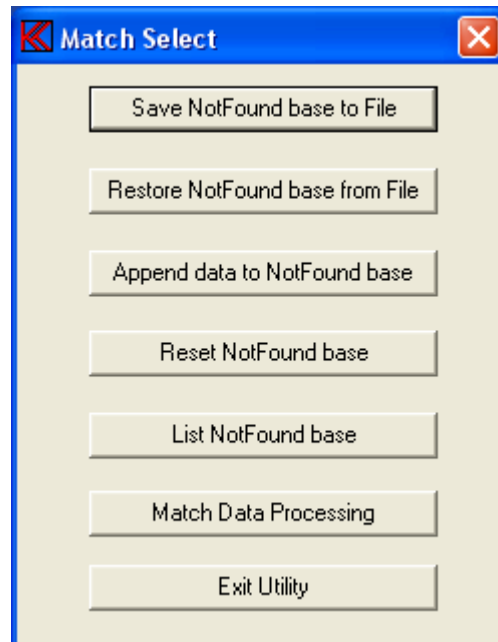 Match Select
Save NotFound base to File
Restore NotFound base from File
Append data to NotFound base
Reset NotFound base
List NotFound base
Match Data Processing
Exit Utility